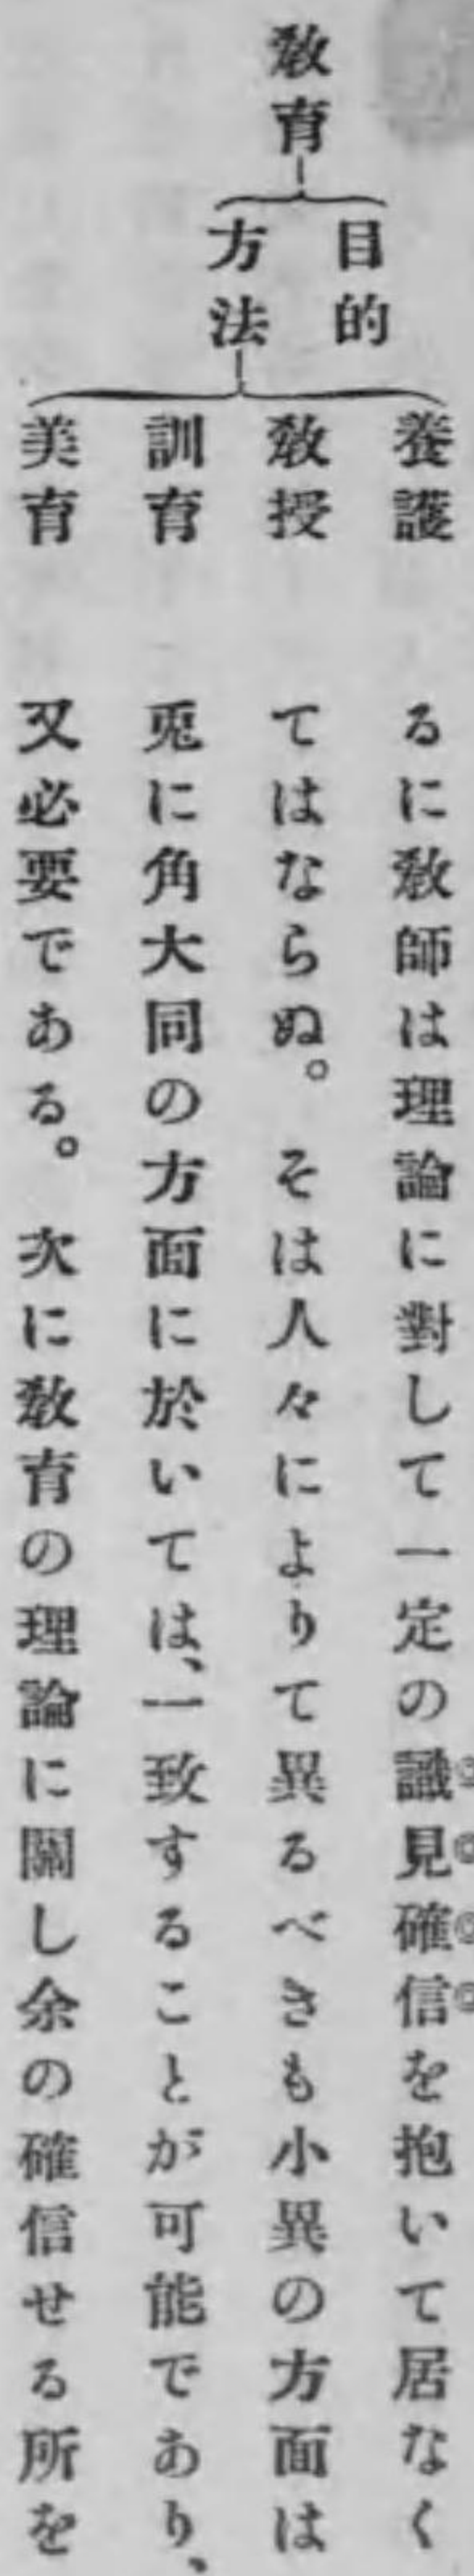 教育
目的
方法
養護
教授
訓育
美育
るに教師は理論に對して一定の識見確信を抱いて居なく
てはならぬ。そは人々によりて異るべきも小異の方面は
兎に角大同の方面に於いては、一致することが可能であり、
又必要である。次に教育の理論に關し余の確信せる所を